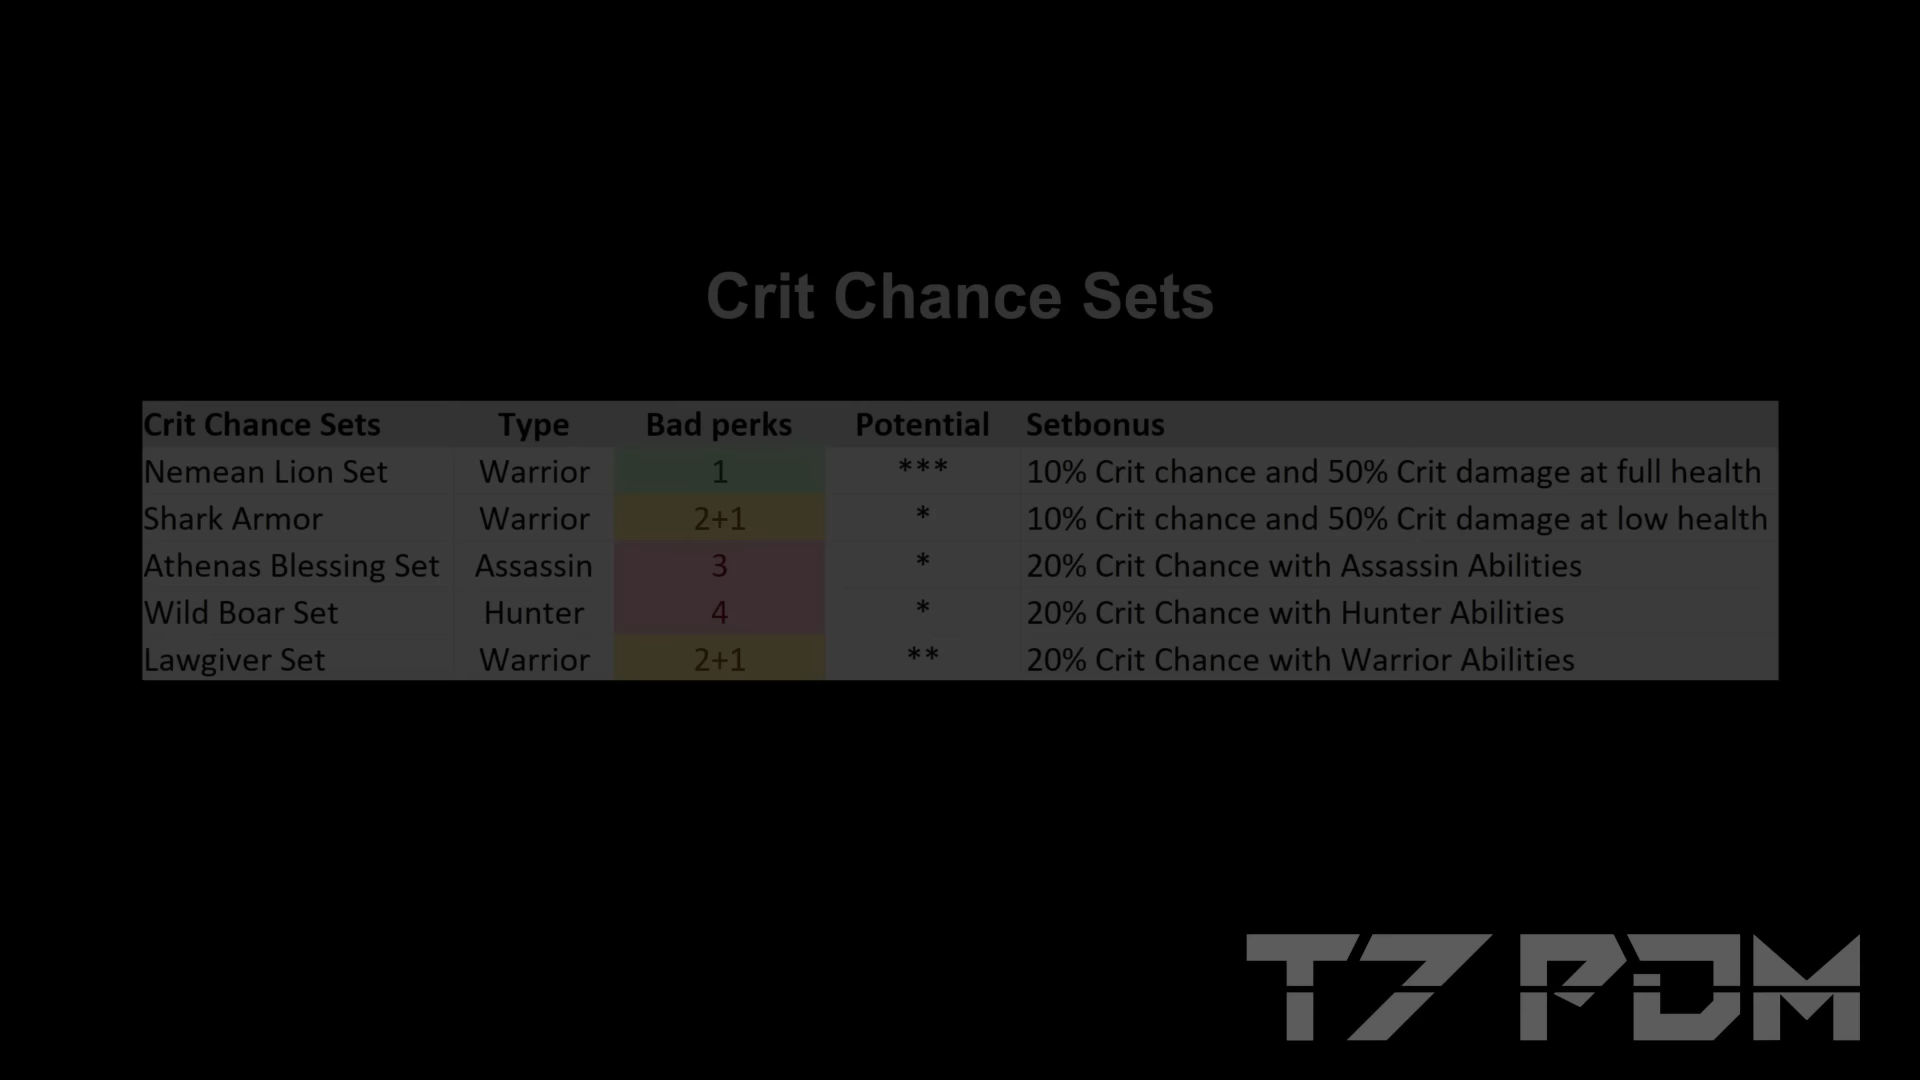 Crit Chance Sets
Crit Chance Sets Type Bad perks Potential Setbonus
Nemean Lion Set Warrior 1 *** 10% Crit chance and 50% Crit damage at full health
Shark Armor Warrior 2+1 * 10% Crit chance and 50% Crit damage at low health
Athenas Blessing Set Assassin 3 * 20% Crit Chance with Assassin Abilities
Wild Boar Set Hunter 4 * 20% Crit Chance with Hunter Abilities
Lawgiver Set Warrior 2+1 ** 20% Crit Chance with Warrior Abilities
T7 PDM